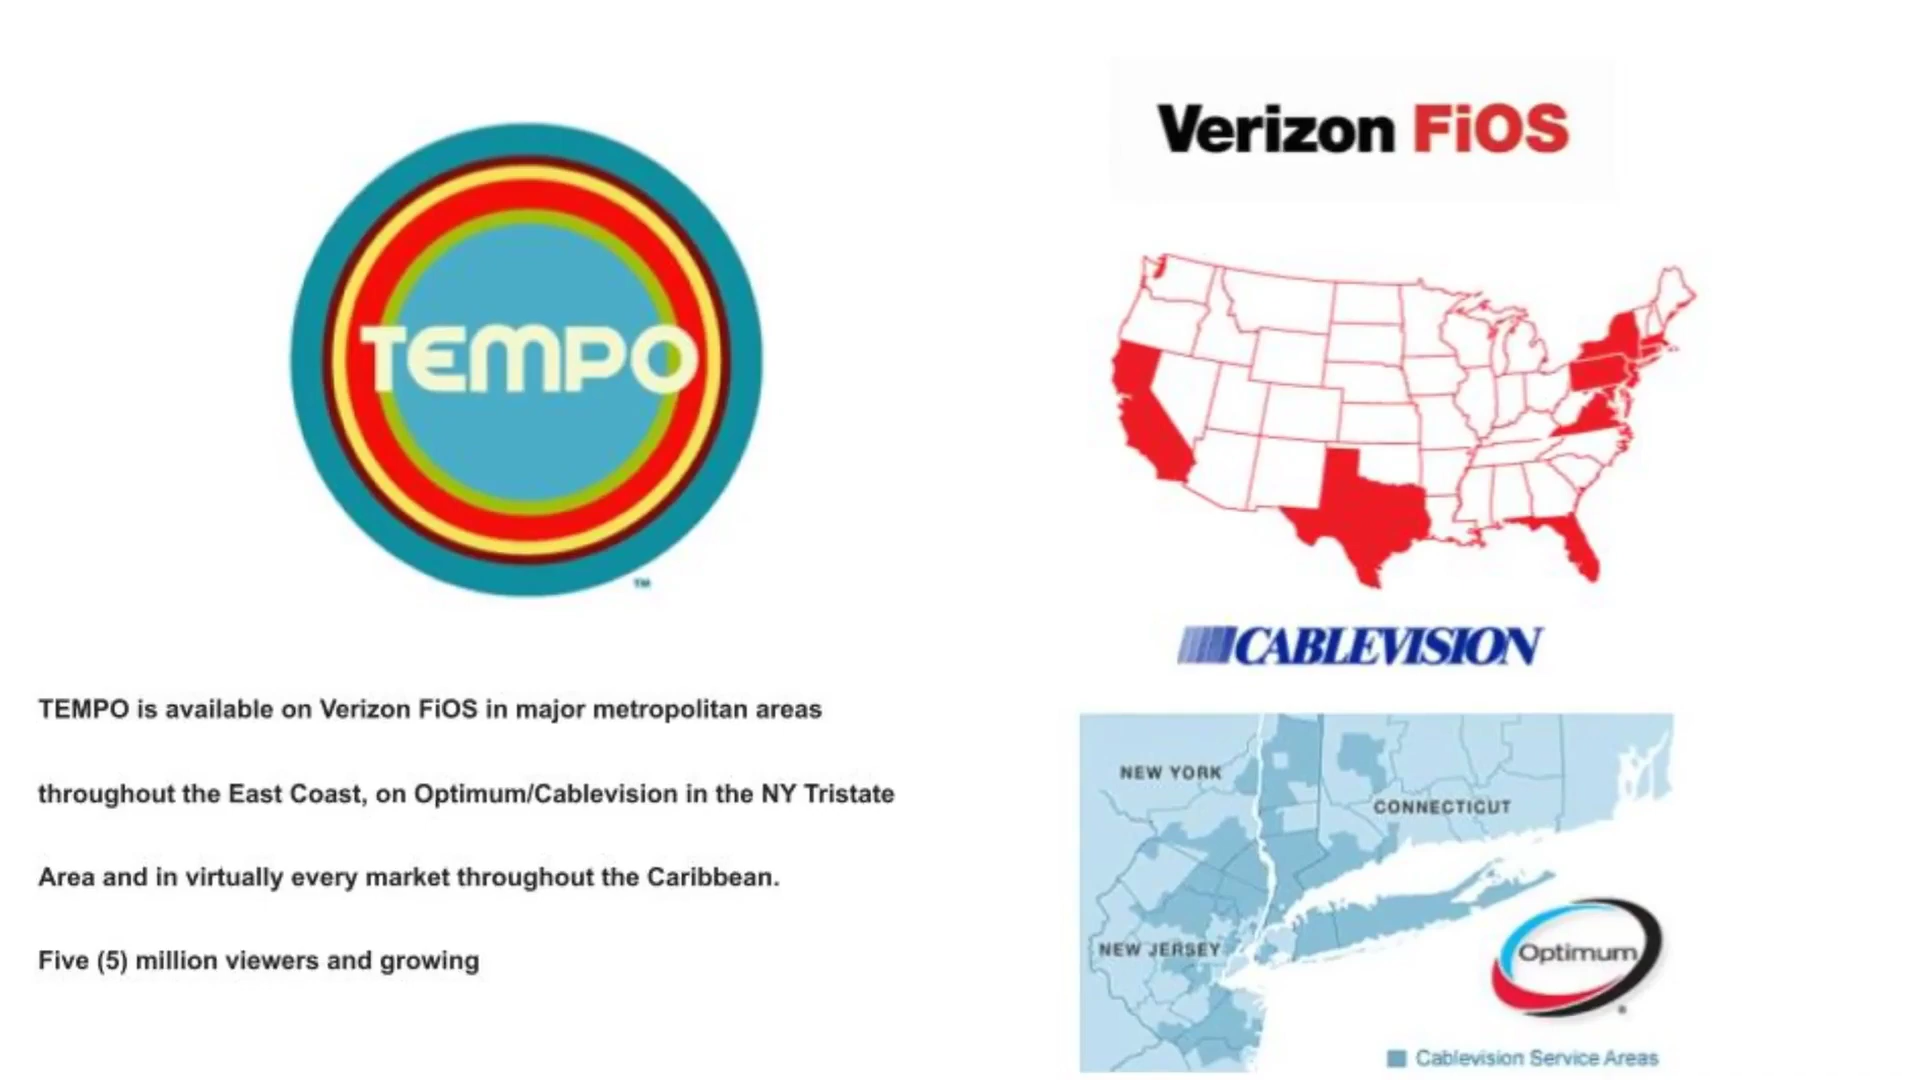 TEMPO
TM
TEMPO is available on Verizon FiOS in major metropolitan areas
throughout the East Coast, on Optimum/Cablevision in the NY Tristate
Area and in virtually every market throughout the Caribbean.
Five (5) million viewers and growing
Verizon FiOS
CABLEVISION
NEW YORK
CONNECTICUT
NEW JERSEY
Optimum
®
Cablevision Service Areas